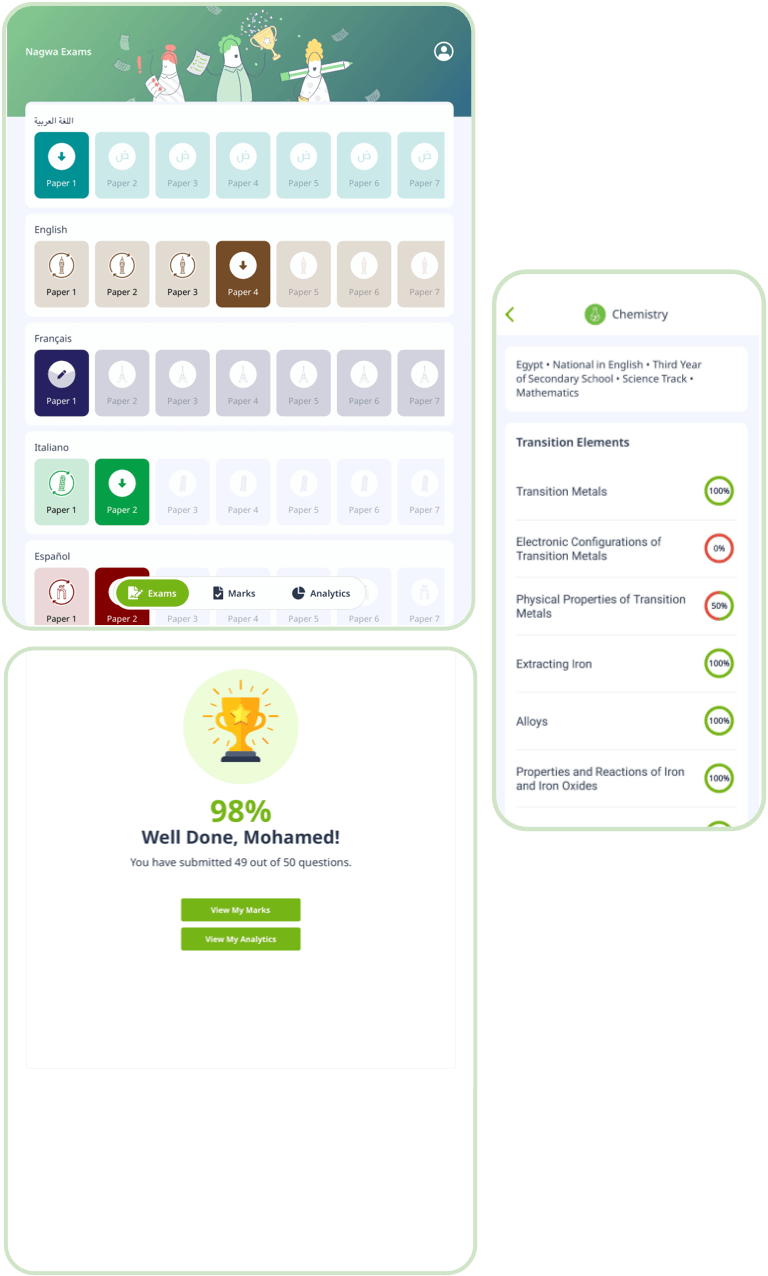 Nagwa Exams
اللغة العربية
Paper 1 Paper 2 Paper 3 Paper 4 Paper 5 Paper 6 Paper 7
English
Paper 1 Paper 2 Paper 3 Paper 4 Paper 5 Paper 6 Paper 7
Français
Paper 1 Paper 2 Paper 3 Paper 4 Paper 5 Paper 6 Paper 7
Italiano
Paper 1 Paper 2 Paper 3 Paper 4 Paper 5 Paper 6 Paper 7
Español
Exams Marks Analytics
Paper 1 Paper 2 Paper 3 Paper 4 Paper 5 Paper 6 Paper 7
Chemistry
Egypt • National in English • Third Year
of Secondary School • Science Track •
Mathematics
Transition Elements
Transition Metals 100%
Electronic Configurations of
Transition Metals 0%
Physical Properties of Transition
Metals 50%
Extracting Iron 100%
Alloys 100%
Properties and Reactions of Iron
and Iron Oxides 100%
98%
Well Done, Mohamed!
You have submitted 49 out of 50 questions.
View My Marks
View My Analytics